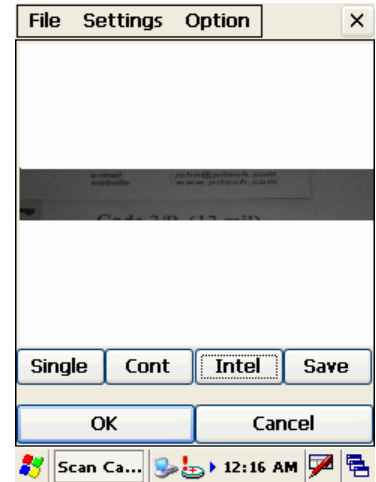 File Settings Option
e-mail : john@pitech.com
website : www.pitech.com
Code 2/B (13 mil)
Single Cont Intel Save
OK Cancel
Scan Ca... 12:16 AM